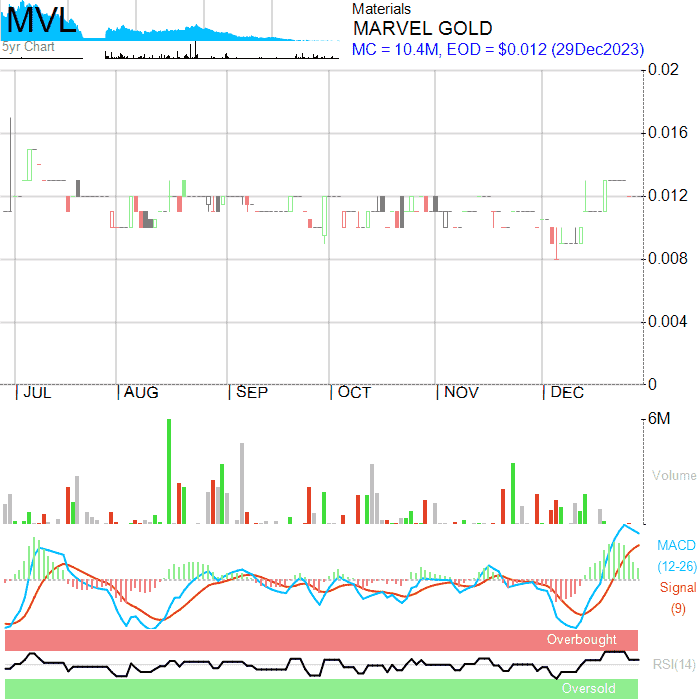 MVL
5yr Chart
Materials
MARVEL GOLD
MC = 10.4M, EOD = $0.012 (29Dec2023)
0.02
0.016
0.012
0.008
0.004
0
JUL AUG SEP OCT NOV DEC
6M
Volume
MACD
(12-26)
Signal
(9)
Overbought
RSI(14)
Oversold